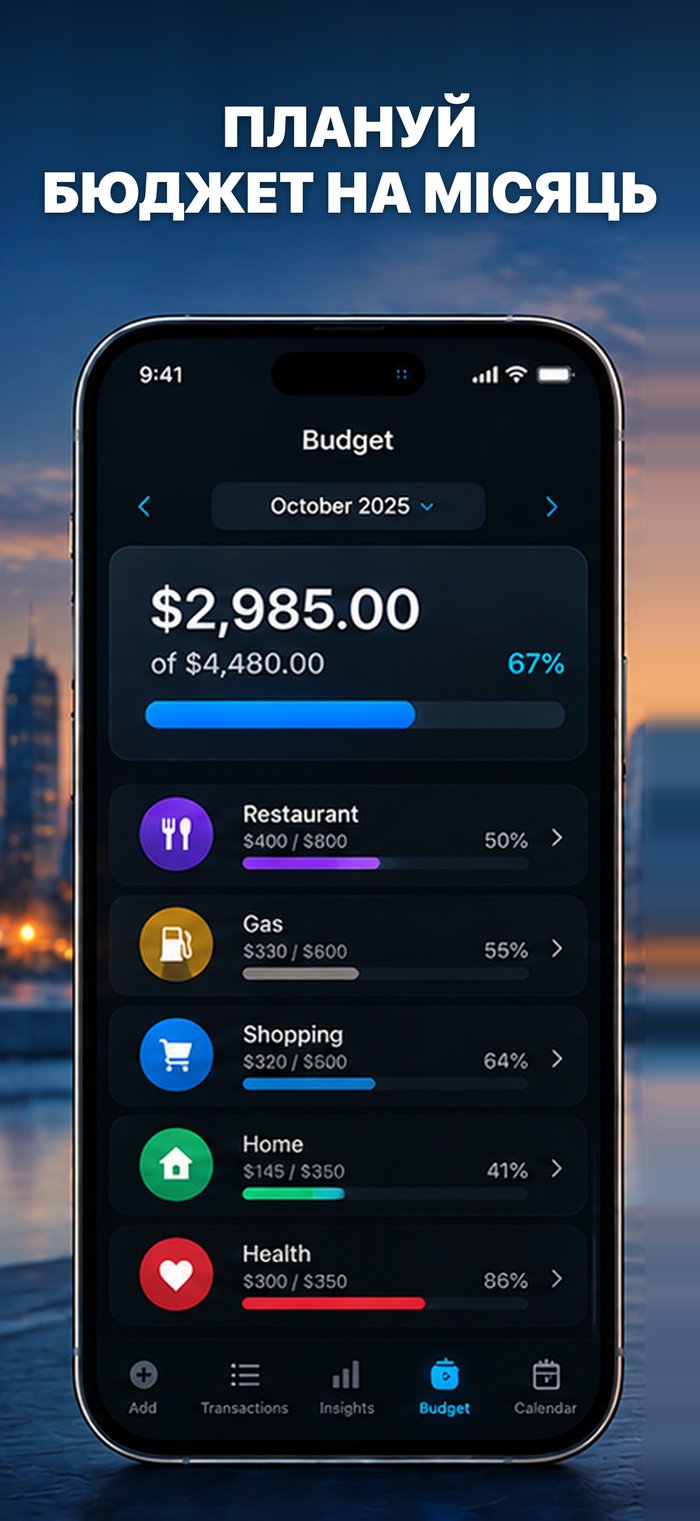 ПЛАНУЙ
БЮДЖЕТ НА МІСЯЦЬ
9:41
Budget
October 2025
$2,985.00
of $4,480.00
67%
Restaurant
$400 / $800
50%
Gas
$330 / $600
55%
Shopping
$320 / $600
64%
Home
$145 / $350
41%
Health
$300 / $350
86%
Add
Transactions
Insights
Budget
Calendar